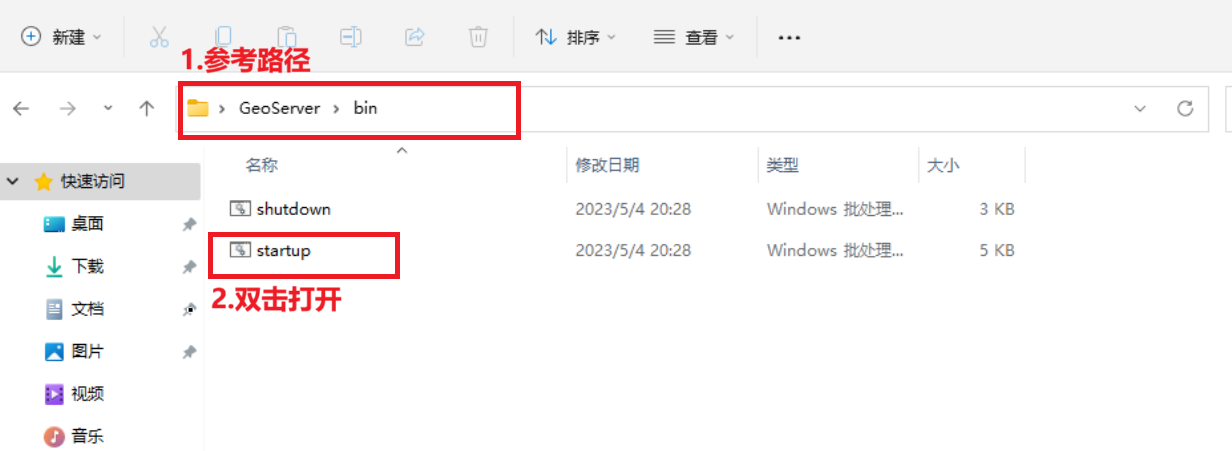 新建
排序
查看
1.参考路径
GeoServer
bin
名称
修改日期
类型
大小
快速访问
shutdown
2023/5/4 20:28
Windows 批处理...
3 KB
桌面
startup
2023/5/4 20:28
Windows 批处理...
5 KB
下载
2.双击打开
文档
图片
视频
音乐